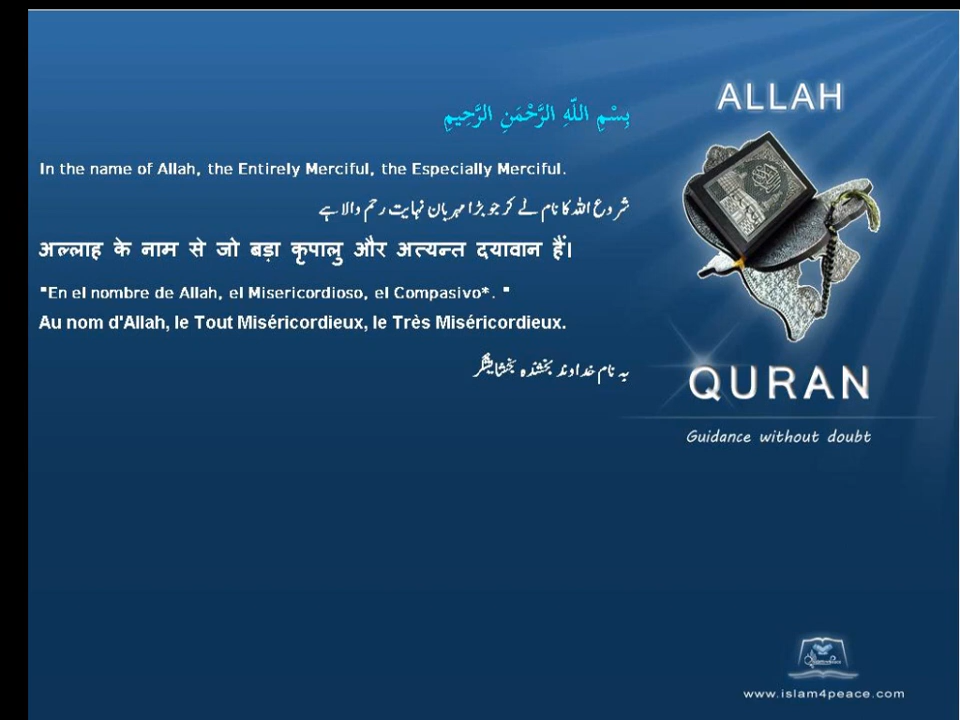 بِسْمِ اللّهِ الرَّحْمَنِ الرَّحِيمِ
In the name of Allah, the Entirely Merciful, the Especially Merciful.
شروع الله کا نام لے کر جو بڑا مہربان نہایت رحم والا ہے
अल्लाह के नाम से जो बड़ा कृपालु और अत्यन्त दयावान हैं।
"En el nombre de Allah, el Misericordioso, el Compasivo*. "
Au nom d'Allah, le Tout Miséricordieux, le Très Miséricordieux.
به نام خداوند بخشنده بخشایشگر
ALLAH
QURAN
Guidance without doubt
www.islam4peace.com